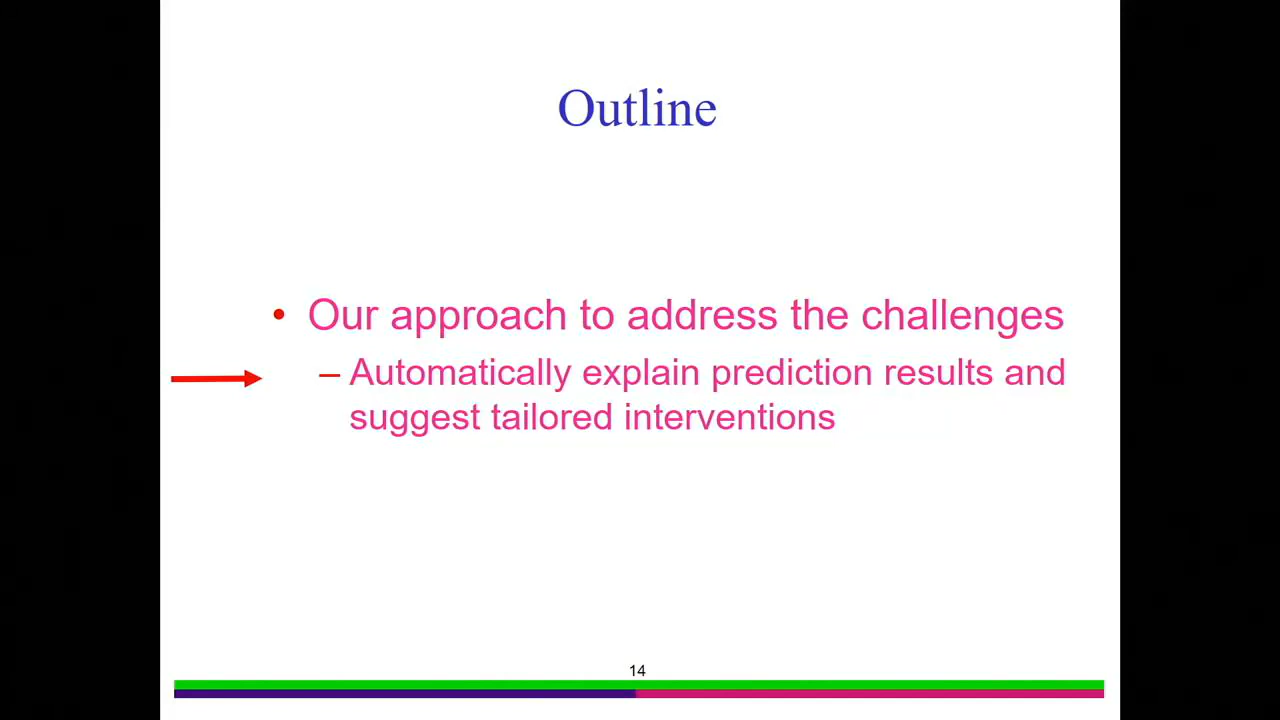 Outline
• Our approach to address the challenges
– Automatically explain prediction results and
suggest tailored interventions
14